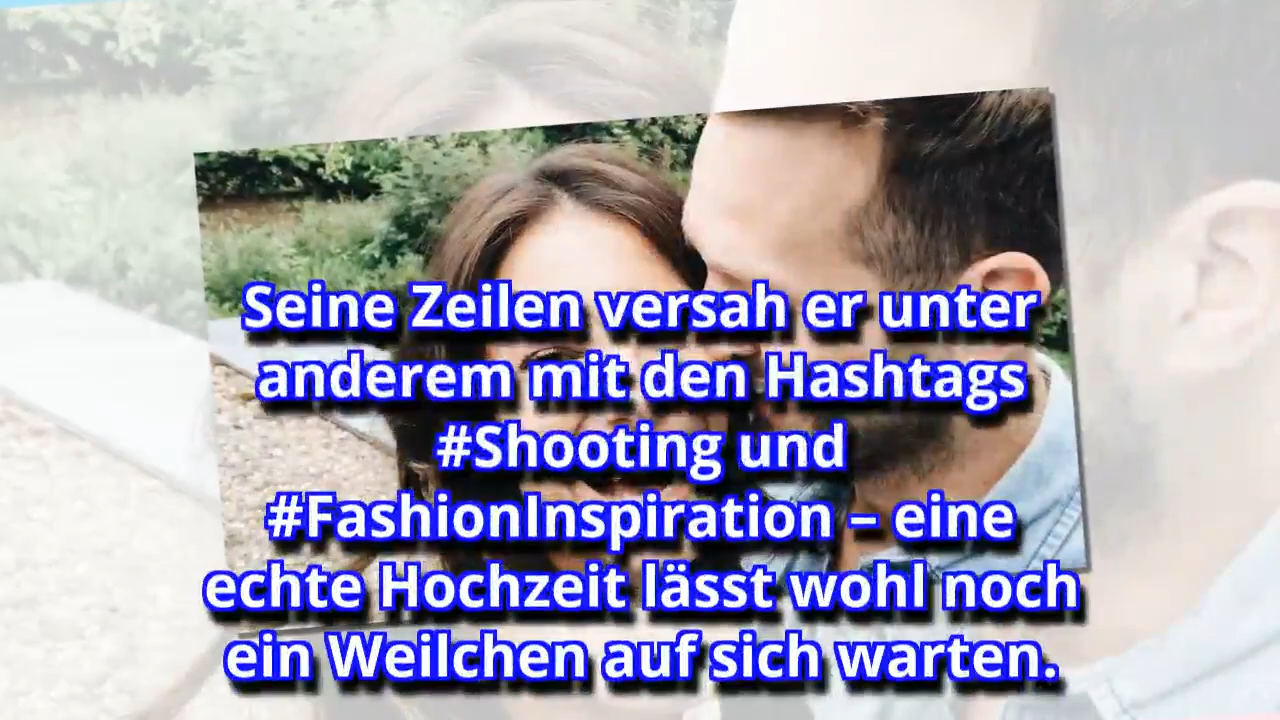 Seine Zeilen versah er unter
anderem mit den Hashtags
#Shooting und
#FashionInspiration – eine
echte Hochzeit lässt wohl noch
ein Weilchen auf sich warten.